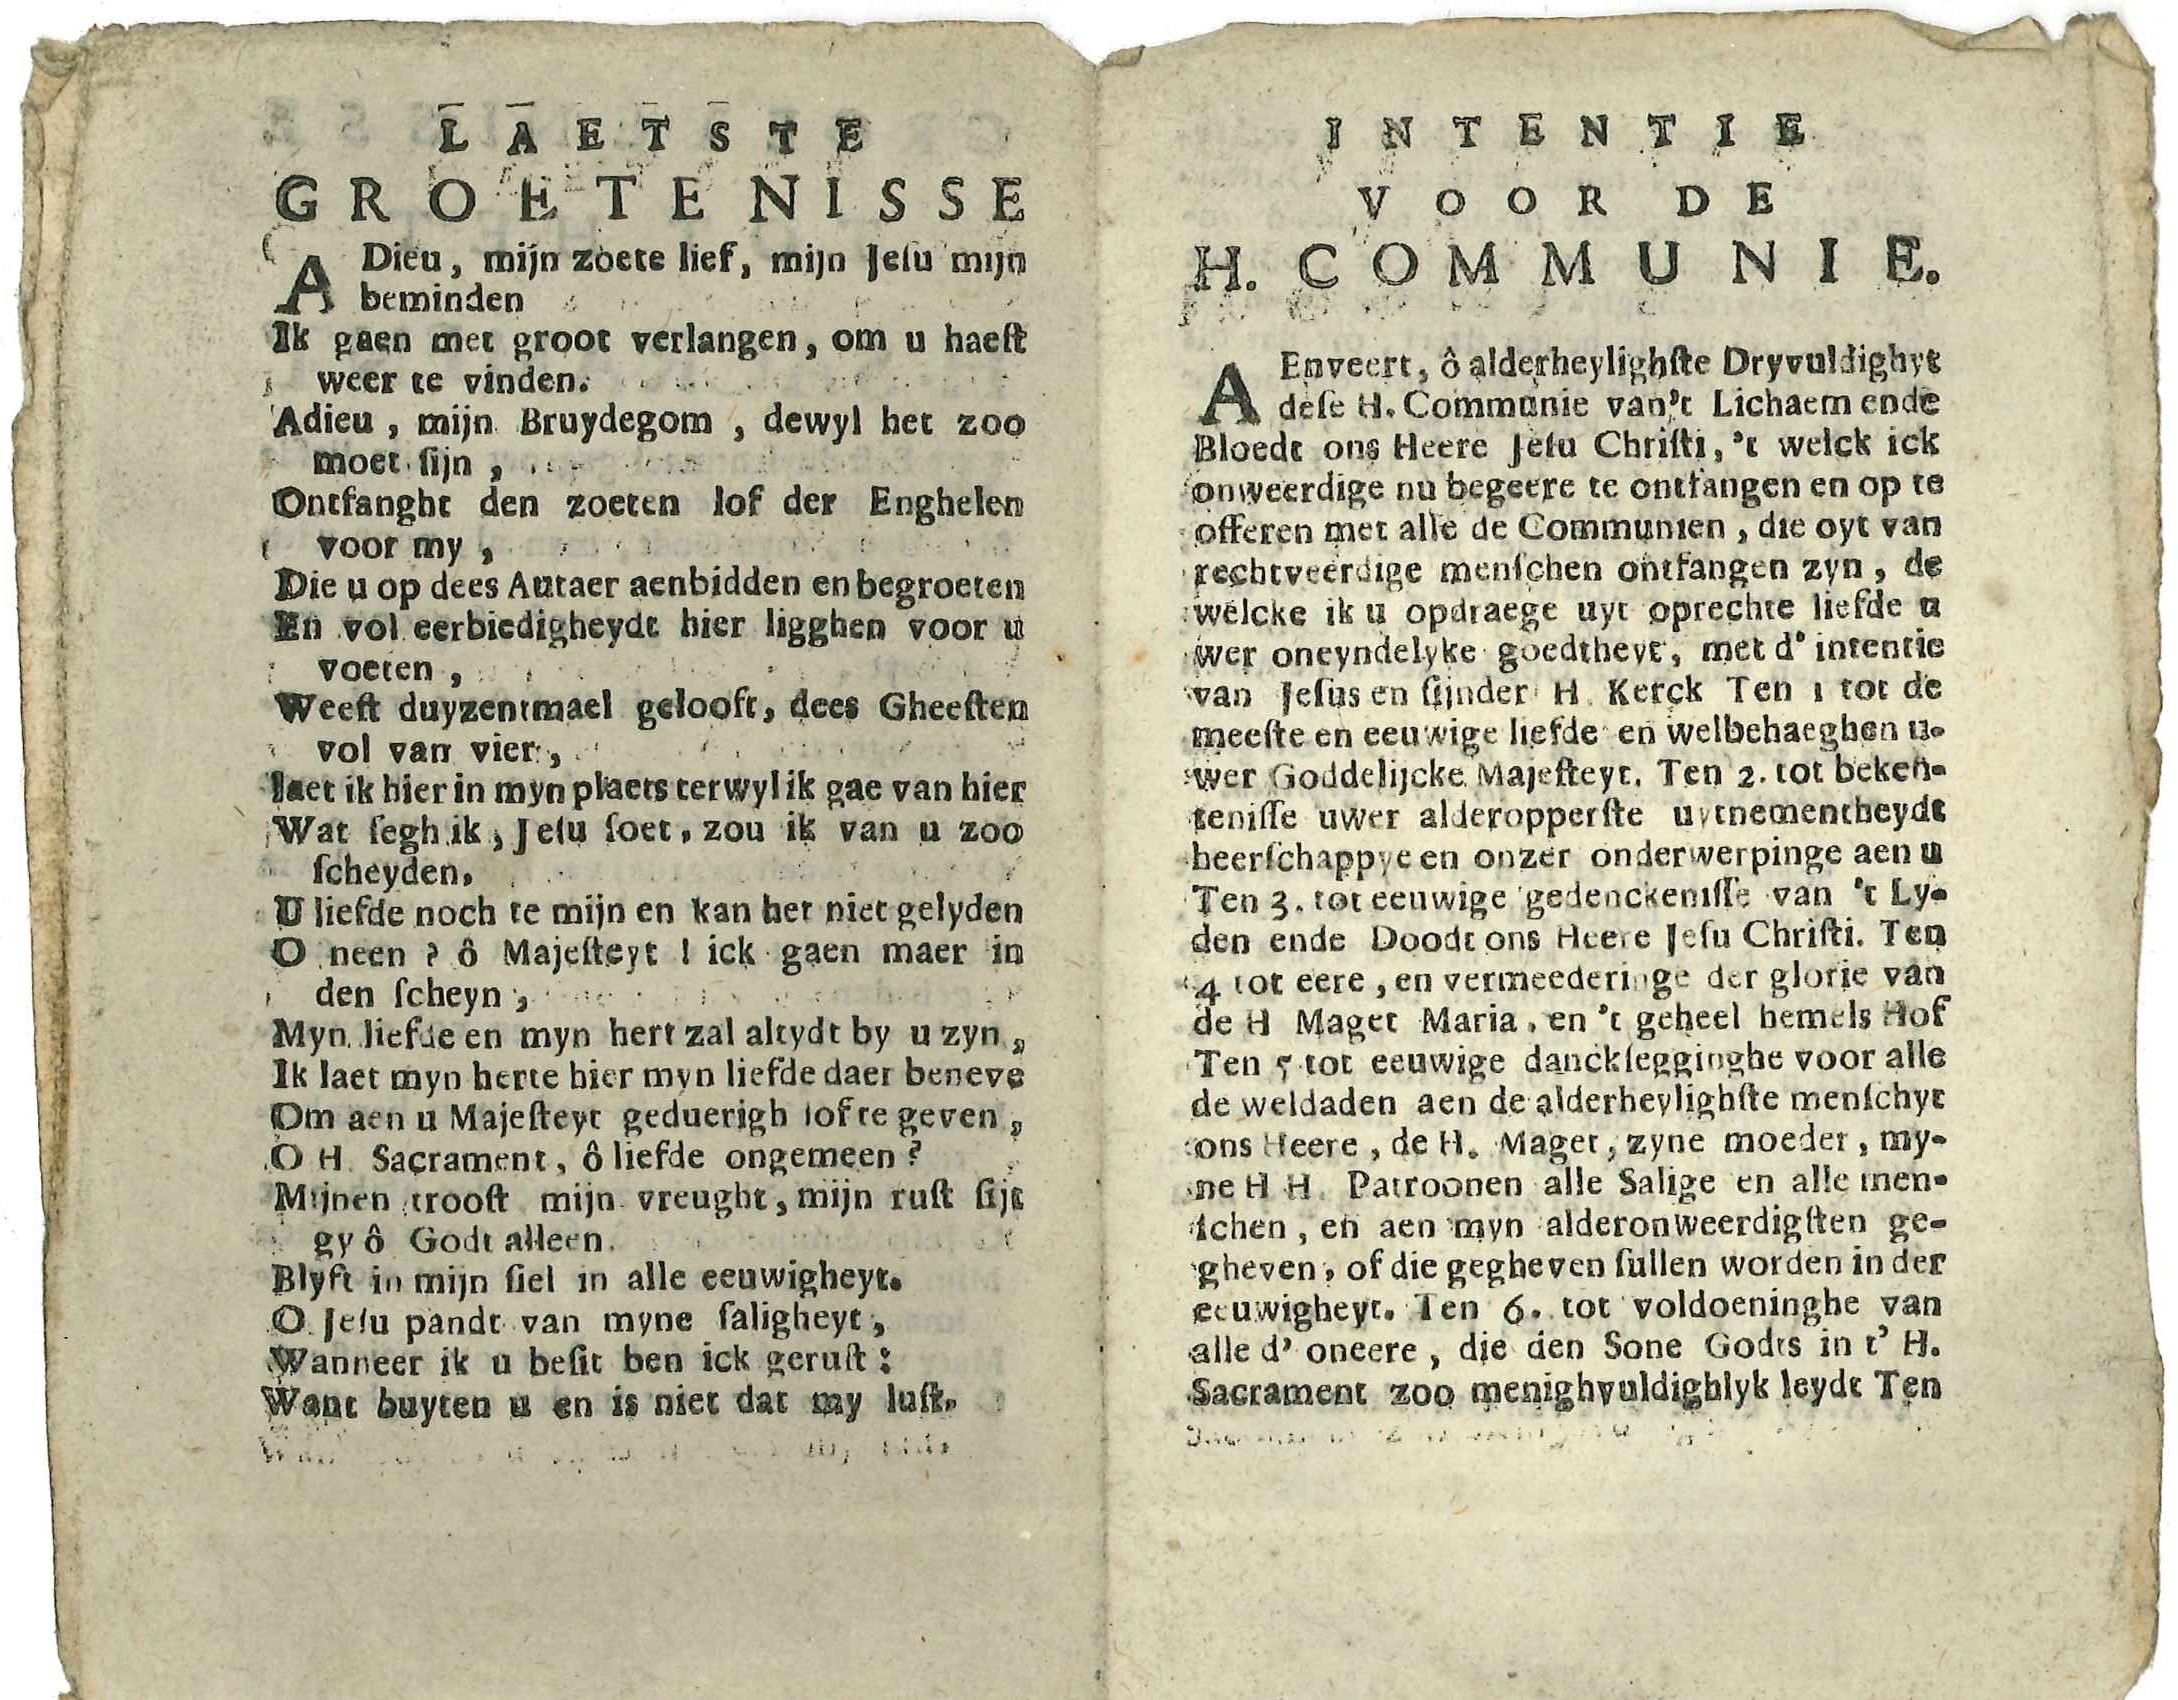 LAETSTE
GROETENISSE
ADieu, mijn zoete lief, mijn Jesu mijn
beminden
Ik gaen met groot verlangen, om u haest
weer te vinden.
Adieu, mijn Bruydegom, dewyl het zoo
moet sijn,
Ontfanght den zoeten lof der Enghelen
voor my,
Die u op dees Autaer aenbidden en begroeten
En vol eerbiedigheydt hier ligghen voor u
voeten,
Weest duyzentmael gelooft, dees Gheesten
vol van vier,
laet ik hier in myn plaets terwyl ik gae van hier
Wat segh ik, Jesu soet, zou ik van u zoo
scheyden,
U liefde noch te mijn en kan het niet gelyden
O neen ? ô Majesteyt ! ick gaen maer in
den scheyn,
Myn liefde en myn hert zal altydt by u zyn,
Ik laet myn herte hier myn liefde daer beneve
Om aen u Majesteyt geduerigh lof te geven,
O H. Sacrament, ô liefde ongemeen ?
Mijnen troost mijn vreught, mijn rust sijt
gy ô Godt alleen.
Blyft in mijn siel in alle eeuwigheyt.
O Jesu pandt van myne saligheyt,
Wanneer ik u besit ben ick gerust :
Want buyten u en is niet dat my lust.
INTENTIE
VOOR DE
H. COMMUNIE.
AEnveert, ô alderheylighste Dryvuldighyt
dese H. Communie van't Lichaem ende
Bloedt ons Heere Jesu Christi, 't welck ick
onweerdige nu begeere te ontfangen en op te
offeren met alle de Communien, die oyt van
rechtveerdige menschen ontfangen zyn, de
welcke ik u opdraege uyt oprechte liefde u
wer oneyndelyke goedtheyt, met d' intentie
van Jesus en sijnder H. Kerck Ten 1 tot de
meeste en eeuwige liefde en welbehaeghen u-
wer Goddelijcke Majesteyt. Ten 2. tot beken-
tenisse uwer alderopperste uytnementheydt
heerschappye en onzer onderwerpinge aen u
Ten 3. tot eeuwige gedenckenisse van 't Ly-
den ende Doodt ons Heere Jesu Christi. Ten
4 tot eere, en vermeederinge der glorie van
de H Maget Maria, en 't geheel hemels Hof
Ten 5 tot eeuwige dancksegginghe voor alle
de weldaden aen de alderheylighste menschyt
ons Heere, de H. Maget, zyne moeder, my-
ne H H. Patroonen alle Salige en alle men-
schen, en aen myn alderonweerdigsten ge-
gheven, of die gegheven sullen worden in der
eeuwigheyt. Ten 6. tot voldoeninghe van
alle d' oneere, die den Sone Godts in t' H.
Sacrament zoo menighvuldighlyk leydt Ten